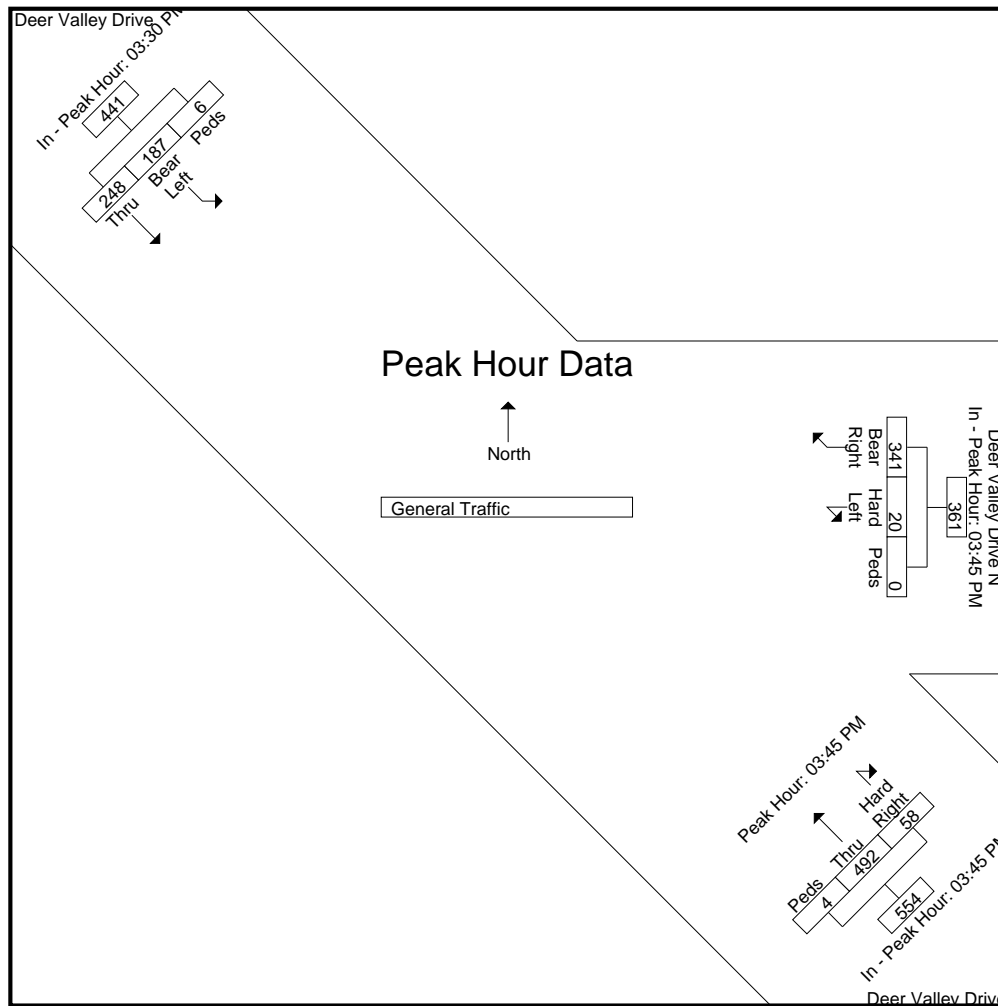 Deer Valley Drive
In - Peak Hour: 03:30 PM
441
248 187 6
Thru Bear Left Peds
Peak Hour Data
North
General Traffic
Deer Valley Drive N
In - Peak Hour: 03:45 PM
361
341 20 0
Bear Right Hard Left Peds
Peak Hour: 03:45 PM
Peds Thru Hard Right
4 492 58
554
In - Peak Hour: 03:45 PM
Deer Valley Drive